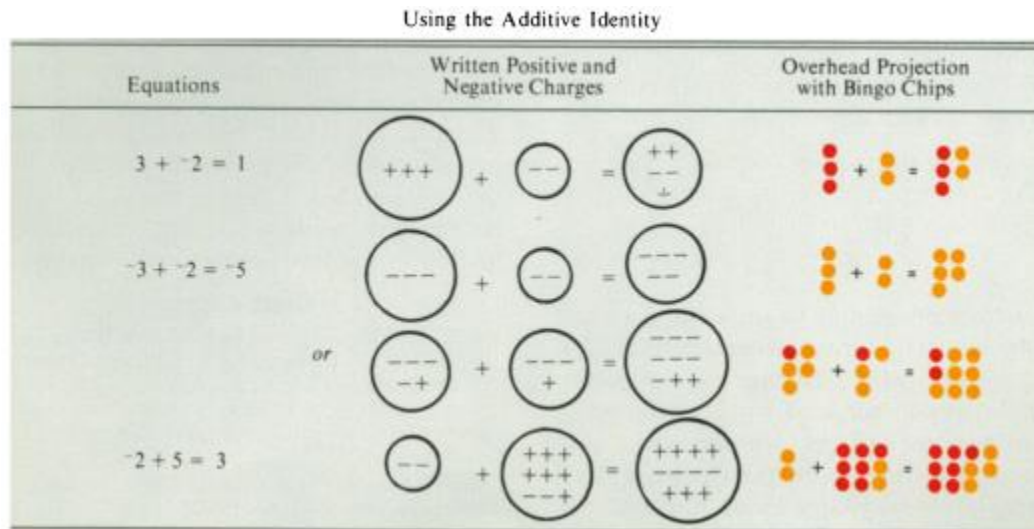 Using the Additive Identity
Equations
Written Positive and
Negative Charges
Overhead Projection
with Bingo Chips
3 + ⁻2 = 1
+++ + −− = ++
−−
+
+ =
⁻3 + ⁻2 = ⁻5
−−− + −− = −−−
−−
+ =
or
−−−
−+
+
−−−
+
=
−−−
−−−
−++
+ =
⁻2 + 5 = 3
−− +
+++
+++
−−+
=
++++
−−−−
+++
+ =